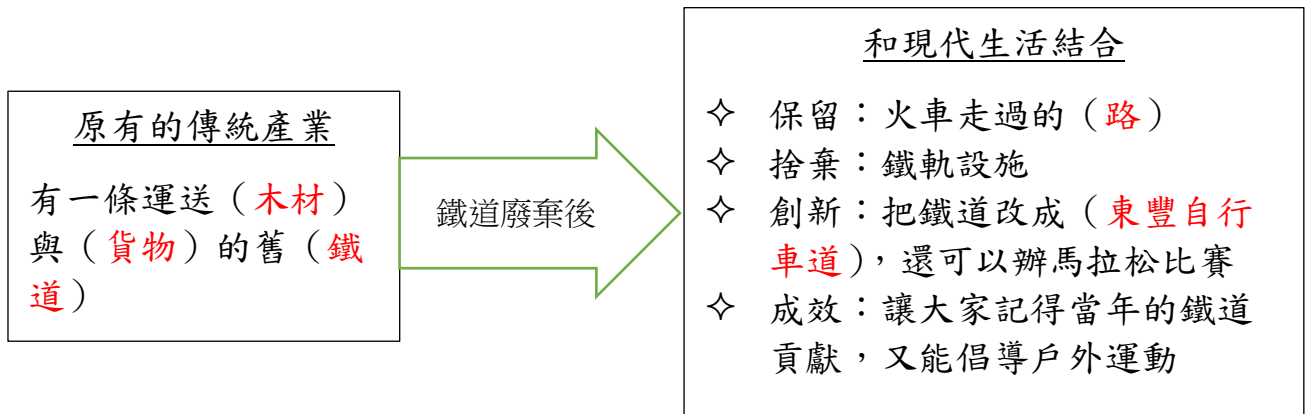 原有的傳統產業
有一條運送（木材）
與（貨物）的舊（鐵
道）
鐵道廢棄後
和現代生活結合
✧ 保留：火車走過的（路）
✧ 捨棄：鐵軌設施
✧ 創新：把鐵道改成（東豐自行
車道），還可以辦馬拉松比賽
✧ 成效：讓大家記得當年的鐵道
貢獻，又能倡導戶外運動